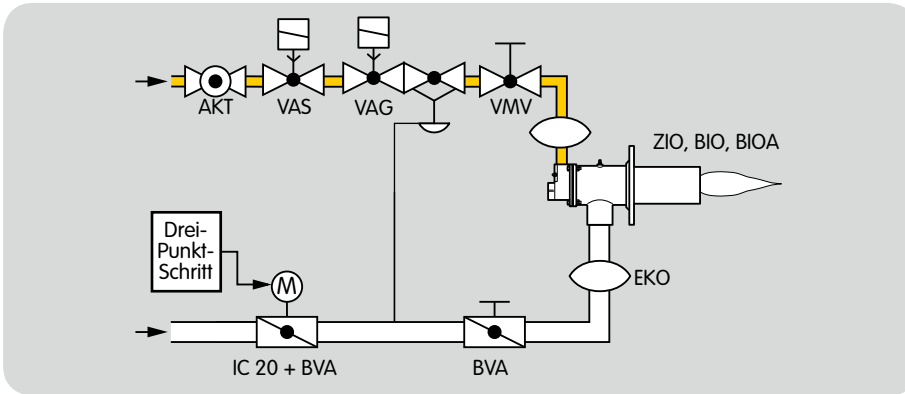 AKT
VAS
VAG
VMV
ZIO, BIO, BIOA
Drei-
Punkt-
Schritt
M
EKO
IC 20 + BVA
BVA